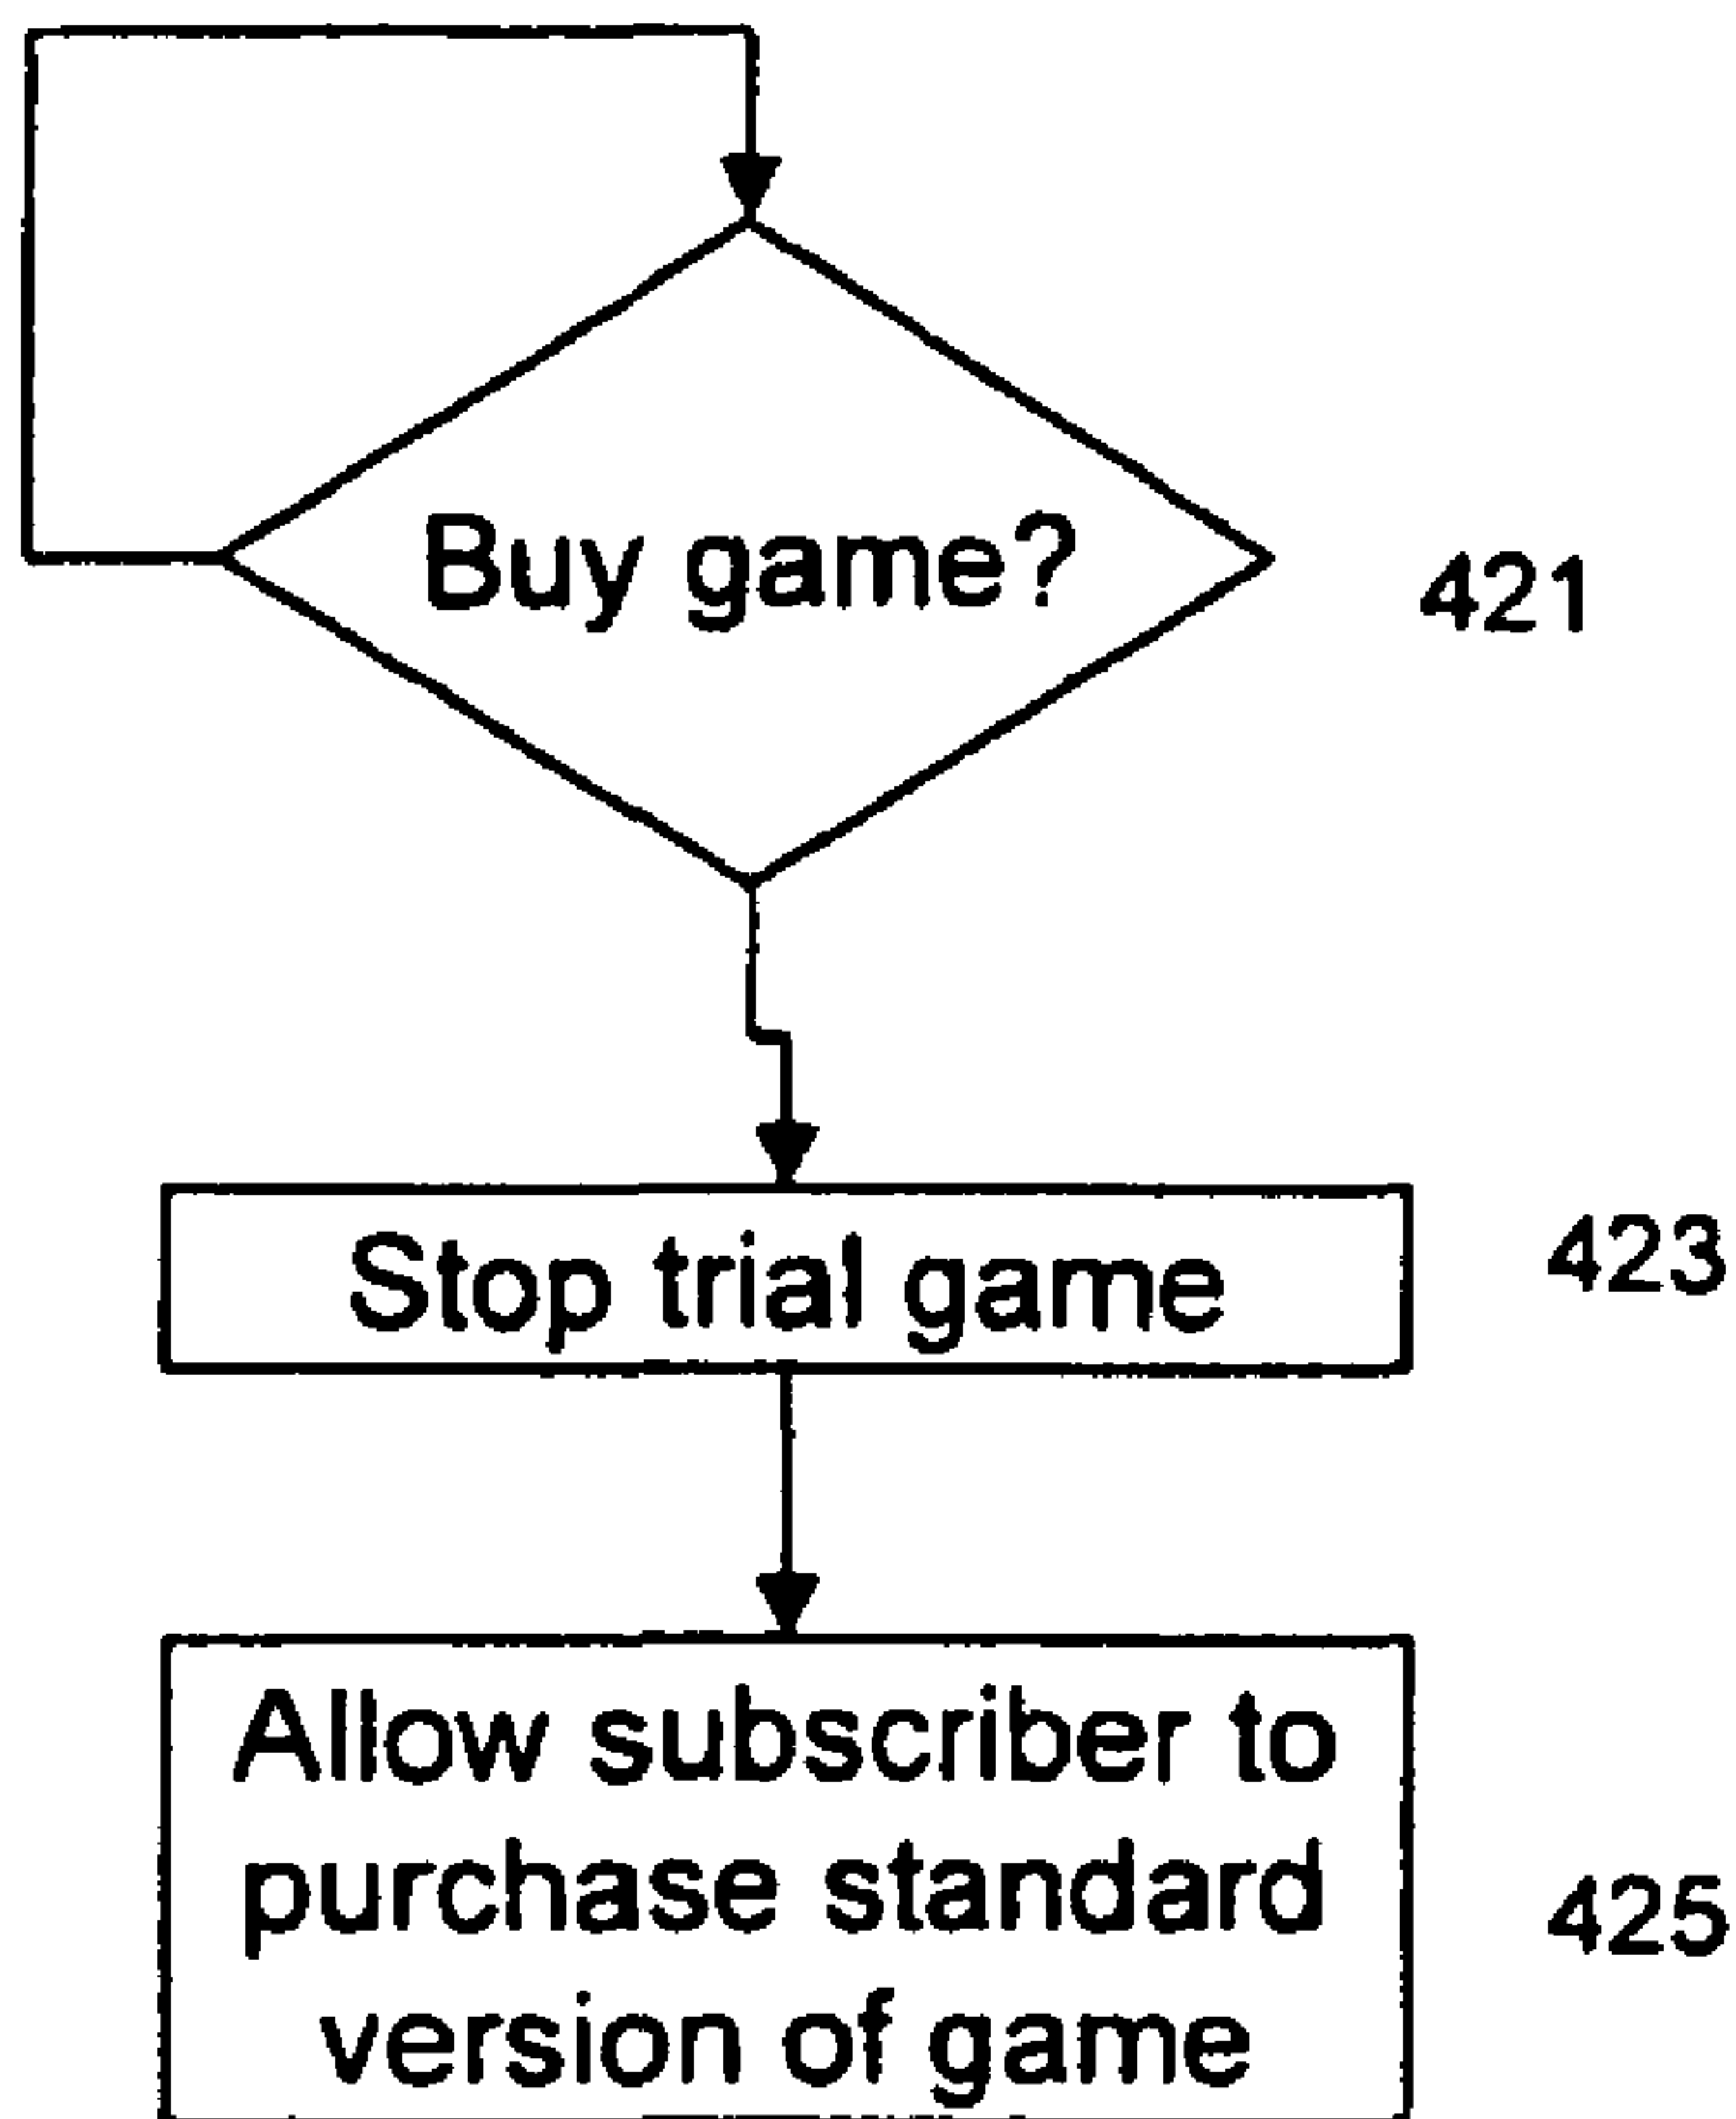 Buy game?
421
Stop trial game
423
Allow subscriber to
purchase standard
version of game
425